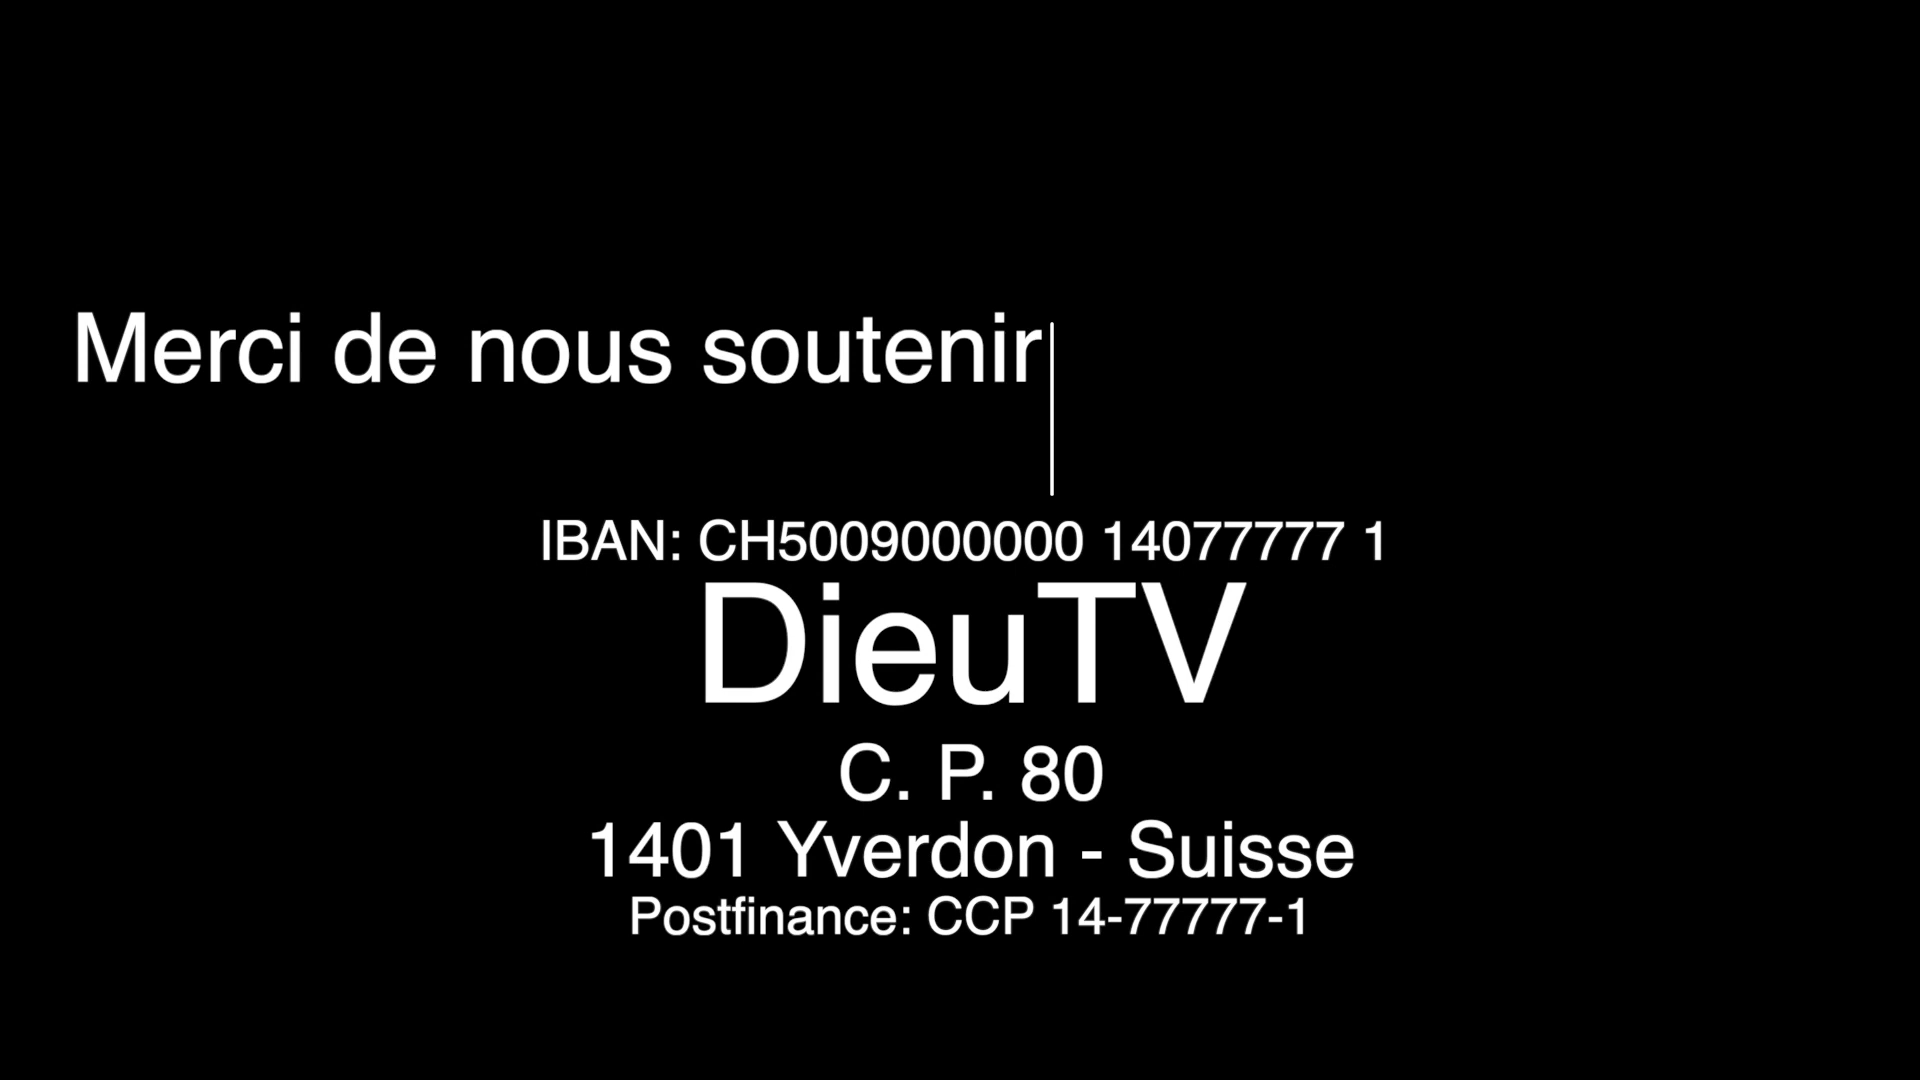 Merci de nous soutenir
IBAN: CH5009000000 14077777 1
DieuTV
C. P. 80
1401 Yverdon - Suisse
Postfinance: CCP 14-77777-1